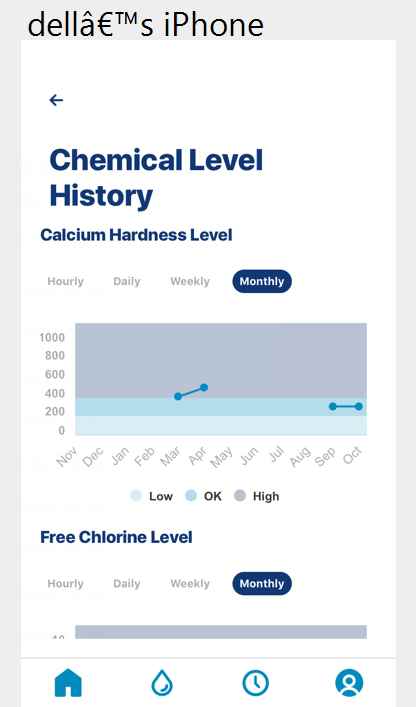 dellâ€™s iPhone
Chemical Level
History
Calcium Hardness Level
Hourly Daily Weekly Monthly
1000
800
600
400
200
0
Nov Dec Jan Feb Mar Apr May Jun Jul Aug Sep Oct
Low OK High
Free Chlorine Level
Hourly Daily Weekly Monthly